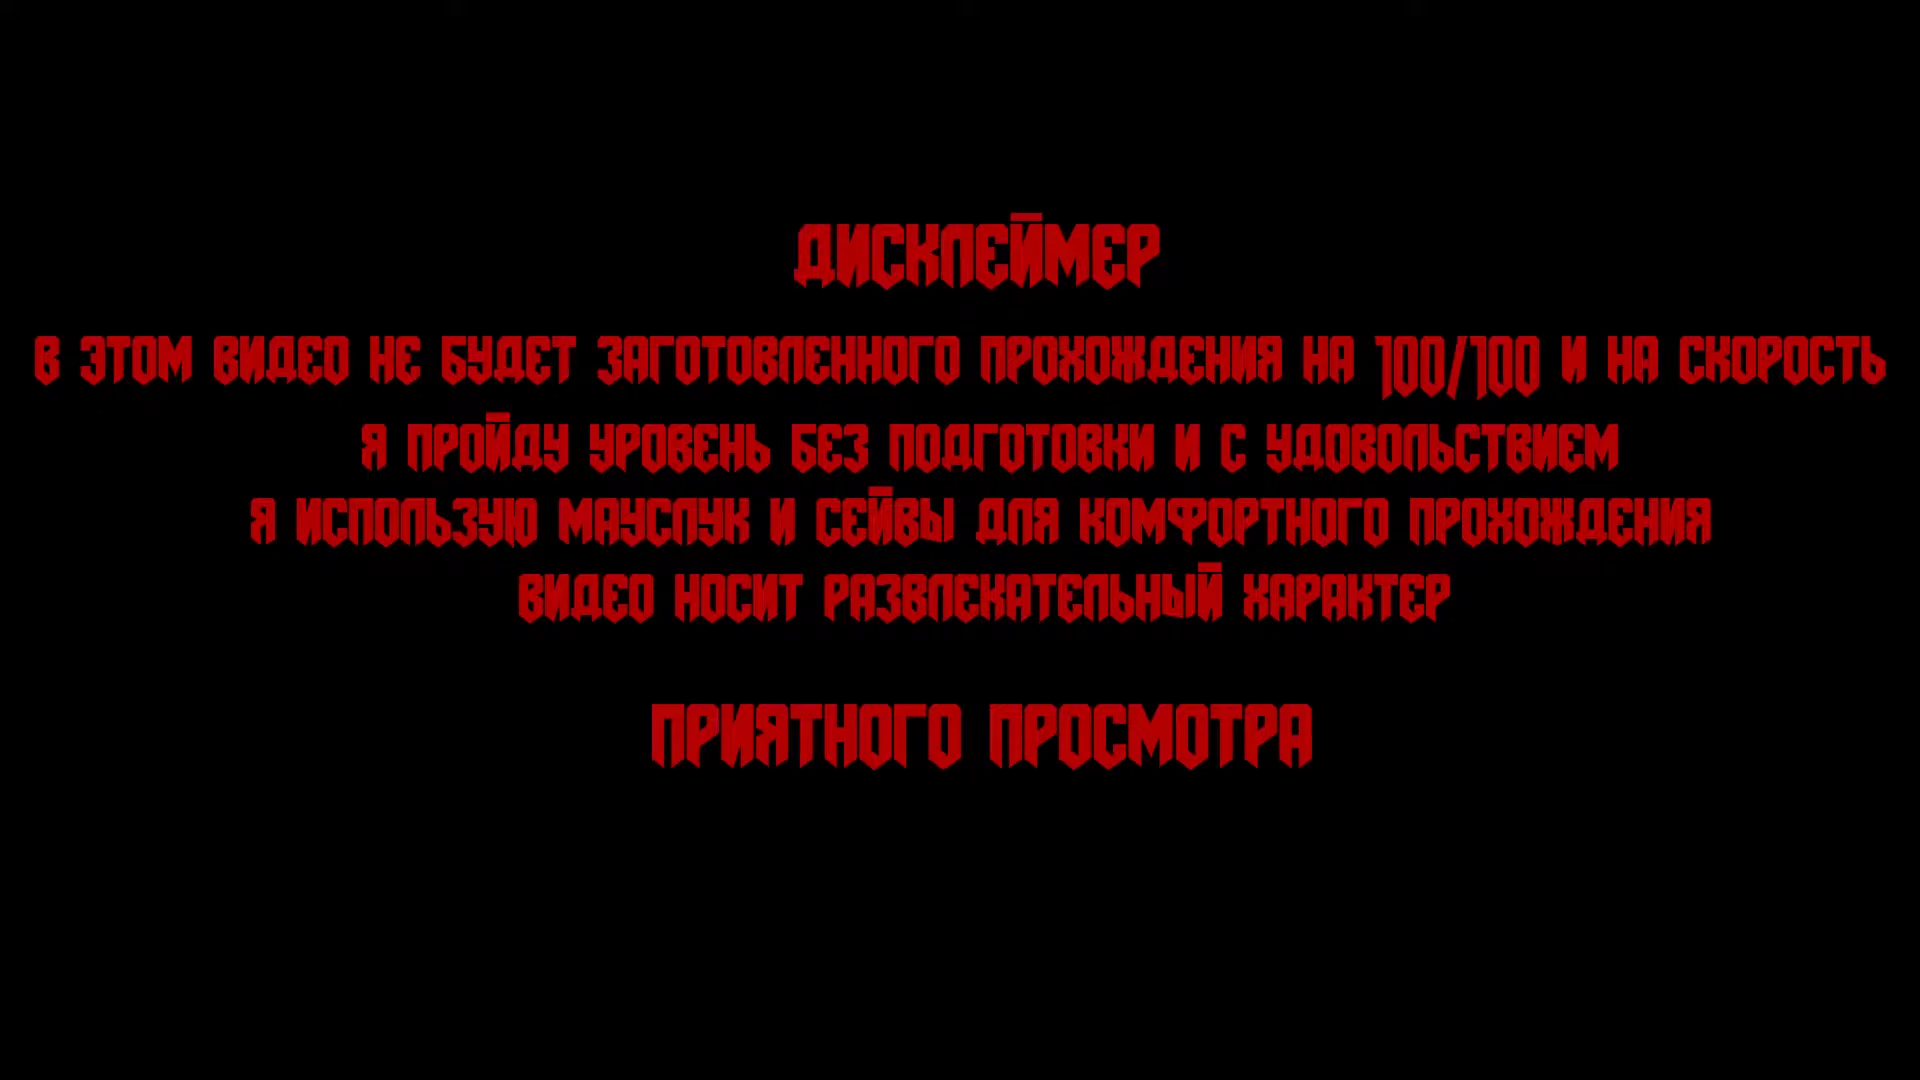 ДИСКЛЕЙМЕР
В ЭТОМ ВИДЕО НЕ БУДЕТ ЗАГОТОВЛЕННОГО ПРОХОЖДЕНИЯ НА 100/100 И НА СКОРОСТЬ
Я ПРОЙДУ УРОВЕНЬ БЕЗ ПОДГОТОВКИ И С УДОВОЛЬСТВИЕМ
Я ИСПОЛЬЗУЮ МАУСЛУК И СЕЙВЫ ДЛЯ КОМФОРТНОГО ПРОХОЖДЕНИЯ
ВИДЕО НОСИТ РАЗВЛЕКАТЕЛЬНЫЙ ХАРАКТЕР
ПРИЯТНОГО ПРОСМОТРА